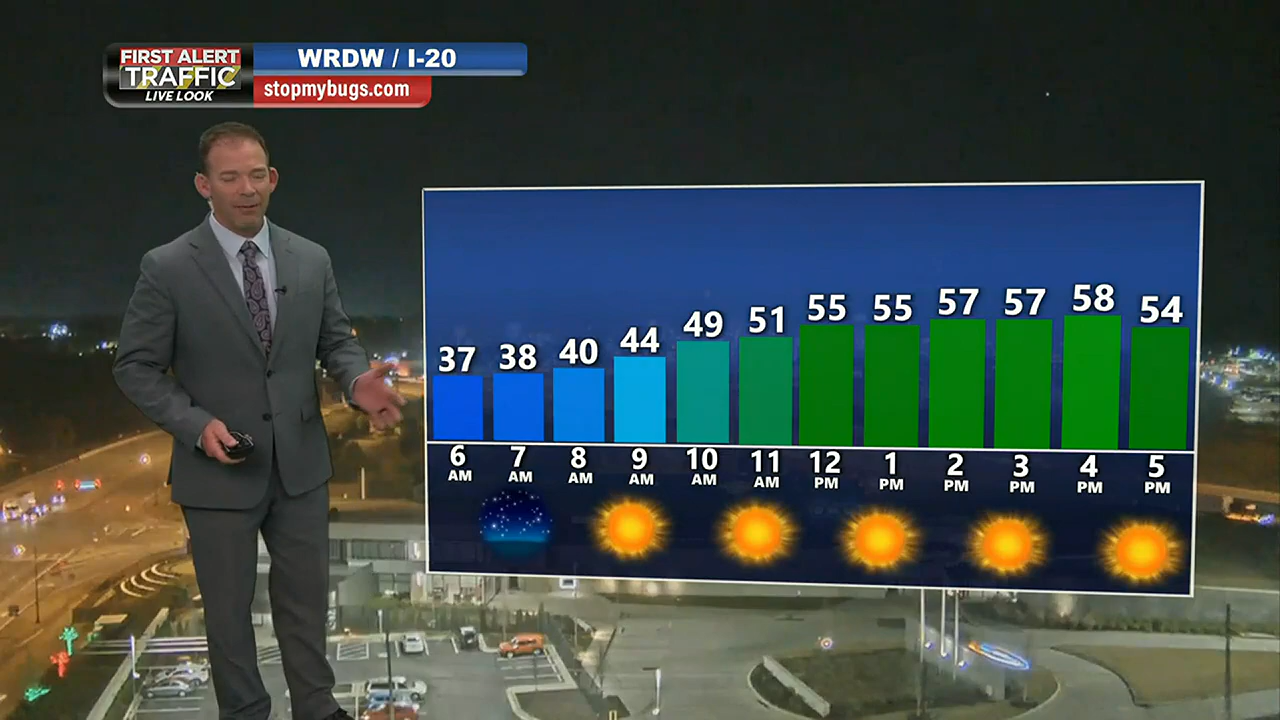 FIRST ALERT
TRAFFIC
LIVE LOOK
WRDW / I-20
stopmybugs.com
37 38 40 44 49 51 55 55 57 57 58 54
6 7 8 9 10 11 12 1 2 3 4 5
AM AM AM AM AM AM PM PM PM PM PM PM